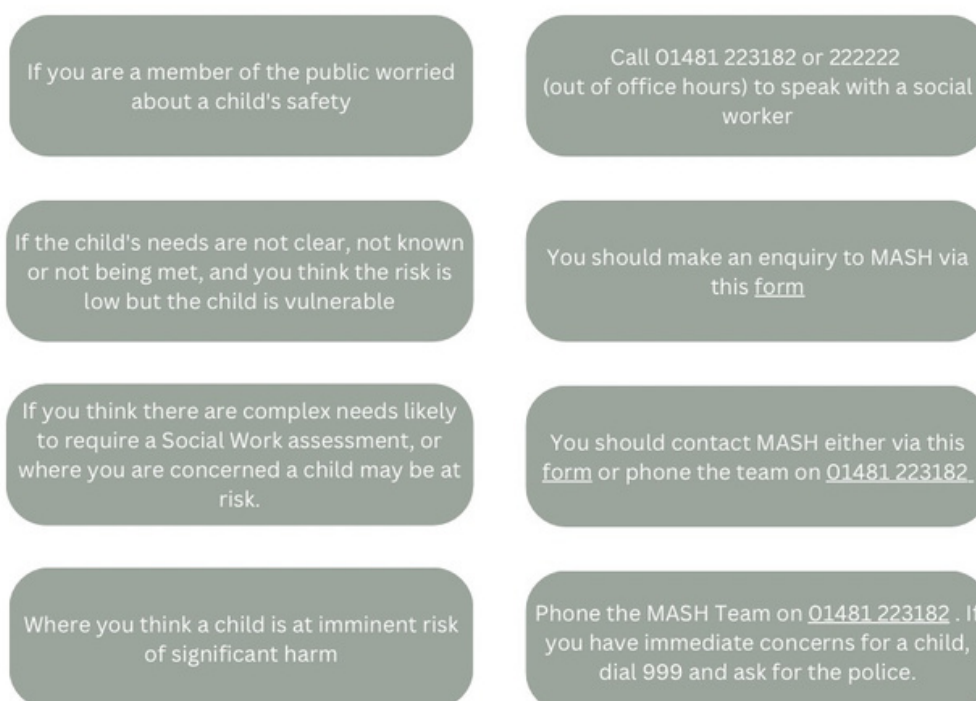 If you are a member of the public worried
about a child's safety
Call 01481 223182 or 222222
(out of office hours) to speak with a social
worker
If the child's needs are not clear, not known
or not being met, and you think the risk is
low but the child is vulnerable
You should make an enquiry to MASH via
this form
If you think there are complex needs likely
to require a Social Work assessment, or
where you are concerned a child may be at
risk.
You should contact MASH either via this
form or phone the team on 01481 223182
Where you think a child is at imminent risk
of significant harm
Phone the MASH Team on 01481 223182 . If
you have immediate concerns for a child,
dial 999 and ask for the police.